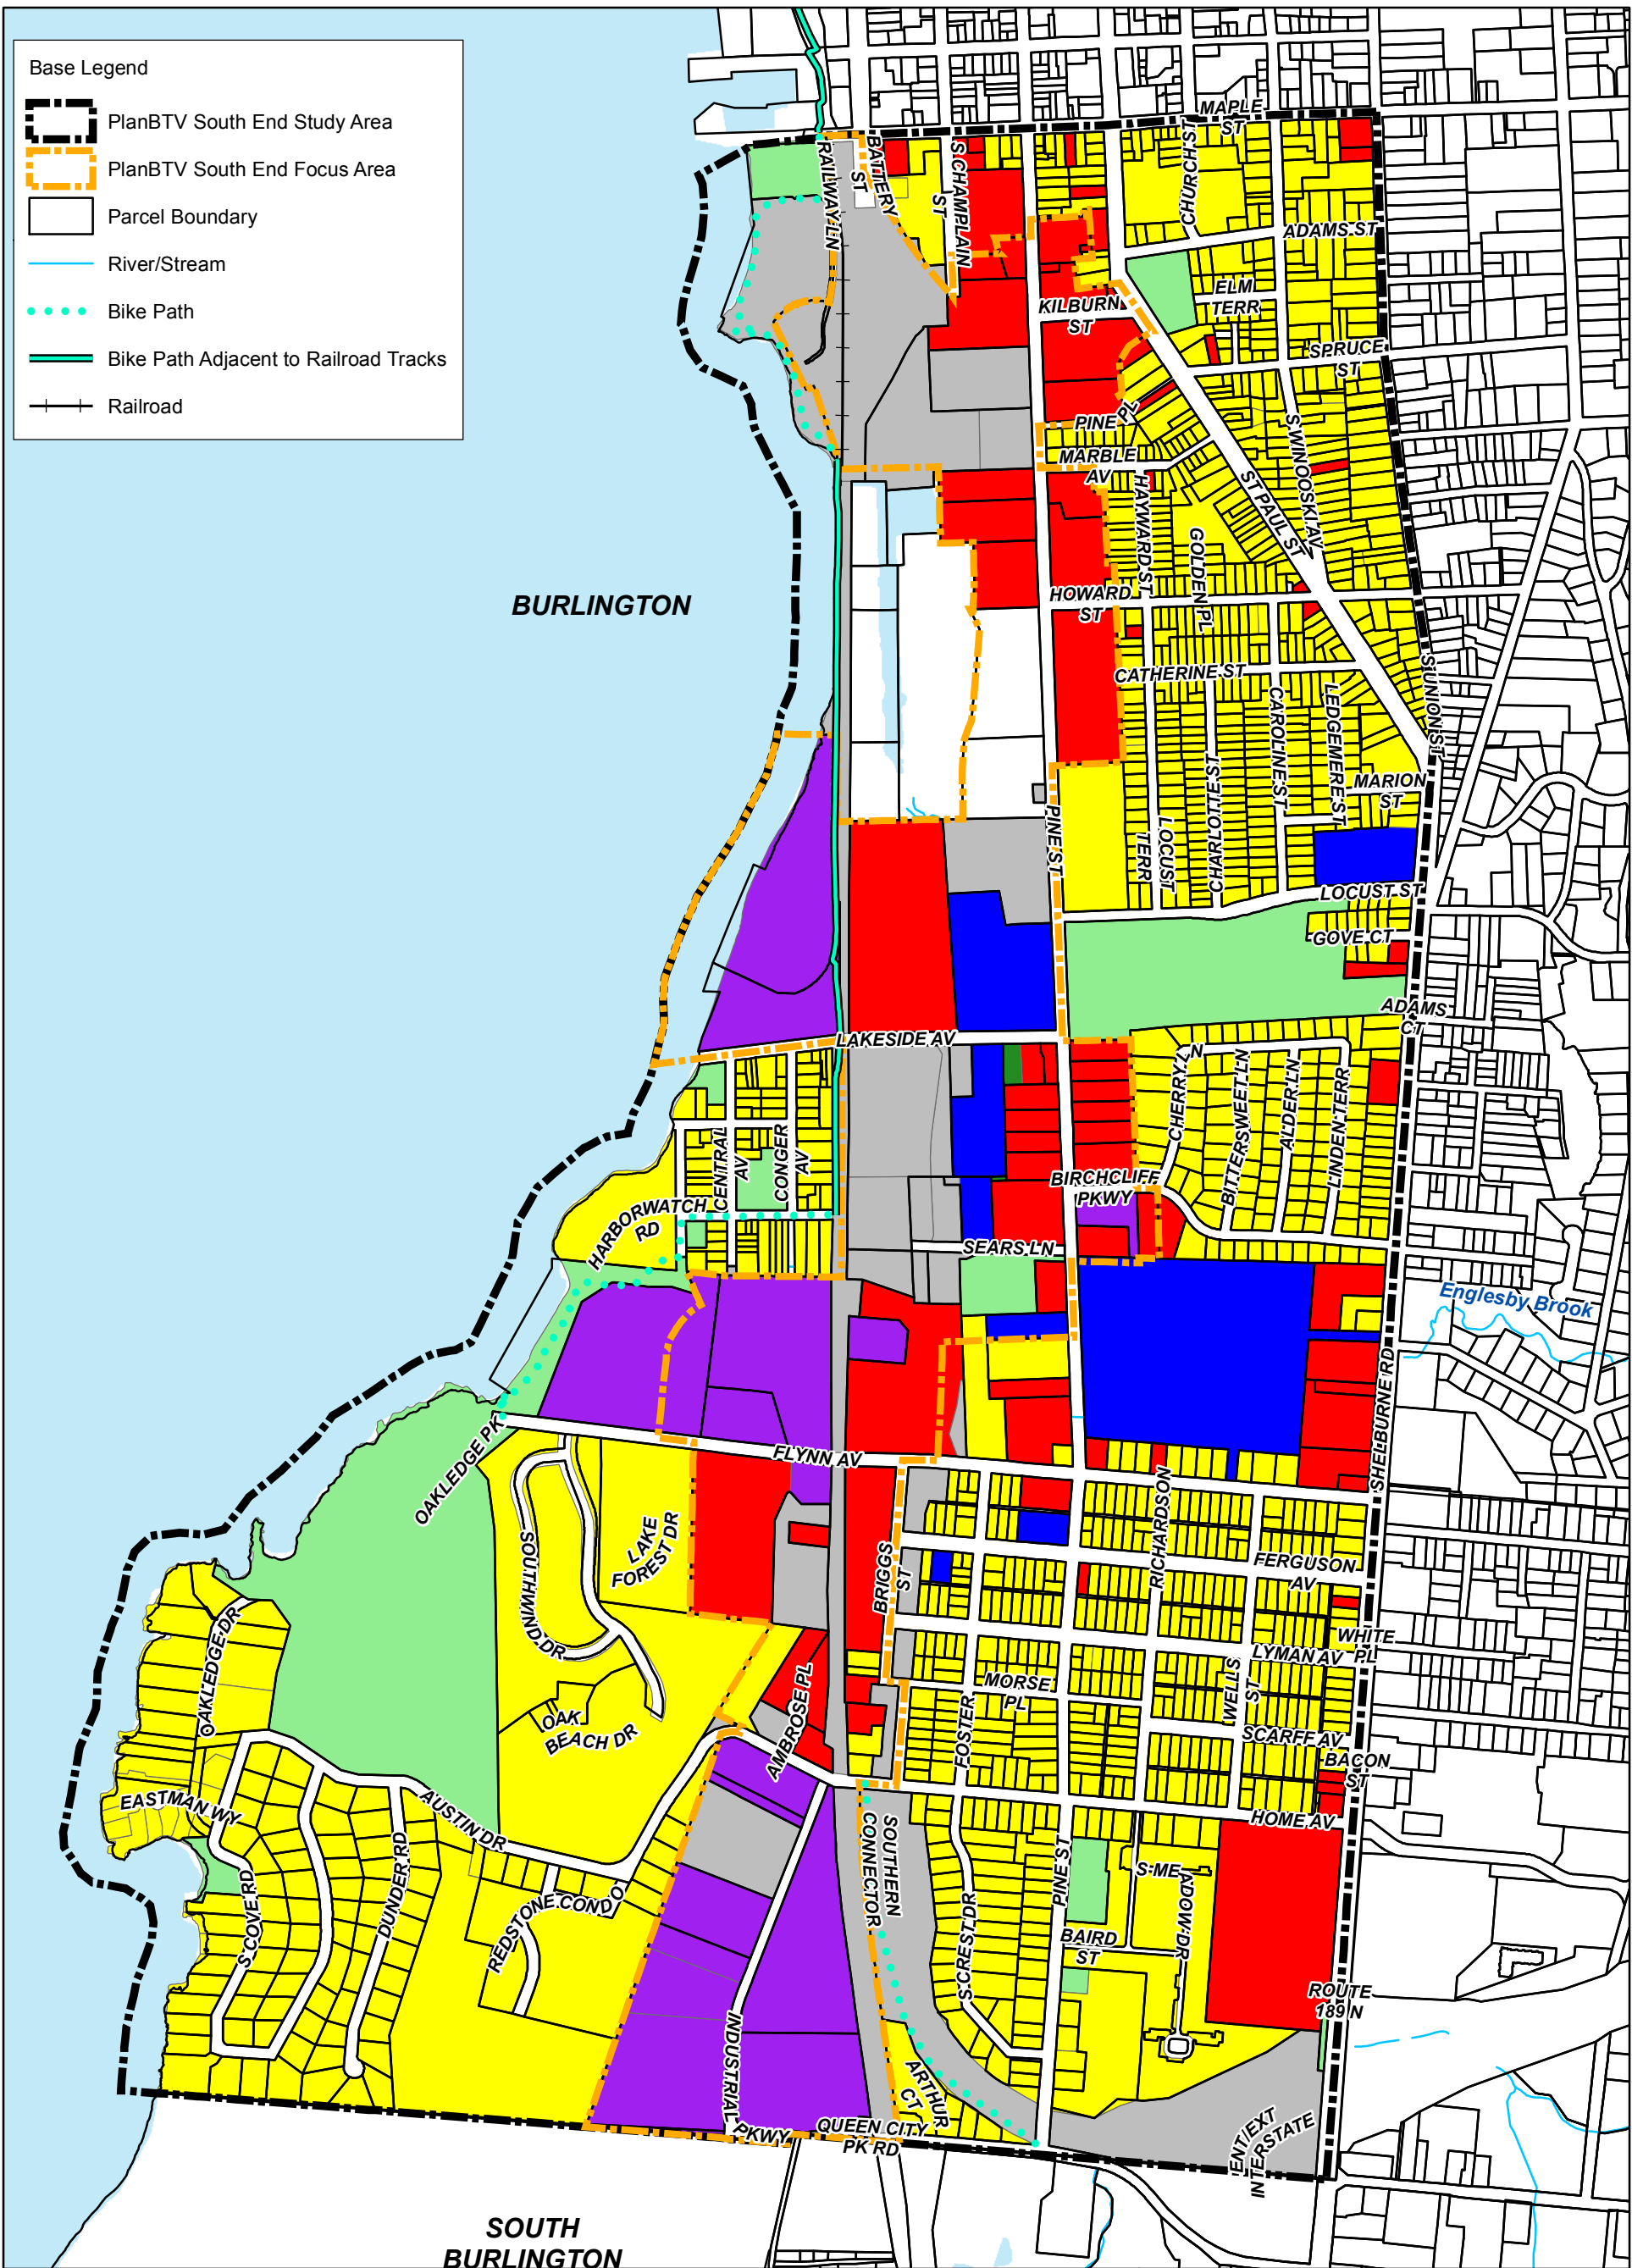 Base Legend
PlanBTV South End Study Area
PlanBTV South End Focus Area
Parcel Boundary
River/Stream
Bike Path
Bike Path Adjacent to Railroad Tracks
Railroad
MAPLE
ST
RAILWAY LN
BATTERY
ST
S CHAMPLAIN
ST
CHURCH ST
ADAMS ST
ELM
TERR
KILBURN
ST
SPRUCE
ST
PINE PL
MARBLE
AV
S WINOOSKI AV
ST PAUL ST
HAYWARD ST
GOLDEN PL
BURLINGTON
HOWARD
ST
CATHERINE ST
S UNION ST
CAROLINE ST
LEDGEMERE ST
CHARLOTTE ST
MARION
ST
PINE ST
LOCUST
TERR
LOCUST ST
GOVE CT
ADAMS
CT
LAKESIDE AV
CHERRY LN
BITTERSWEET LN
ALDER LN
LINDEN TERR
CENTRAL
AV
CONGER
AV
BIRCHCLIFF
PKWY
HARBORWATCH
RD
SEARS LN
Englesby Brook
SHELBURNE RD
OAKLEDGE PK
FLYNN AV
RICHARDSON
LAKE
FOREST DR
SOUTHWIND DR
BRIGGS
ST
FERGUSON
AV
OAKLEDGE DR
WHITE
PL
LYMAN AV
WELLS
ST
MORSE
PL
OAK
BEACH DR
AMBROSE PL
FOSTER
SCARFF AV
BACON
ST
EASTMAN WY
AUSTIN DR
HOME AV
SOUTHERN
CONNECTOR
DUNDER RD
S COVE RD
REDSTONE COND O
S CREST DR
PINE ST
S ME
ADOW DR
BAIRD
ST
ROUTE
189 N
INDUSTRIAL
PKWY
ARTHUR
CT
QUEEN CITY
PK RD
ENT/EXT
INTERSTATE
SOUTH
BURLINGTON